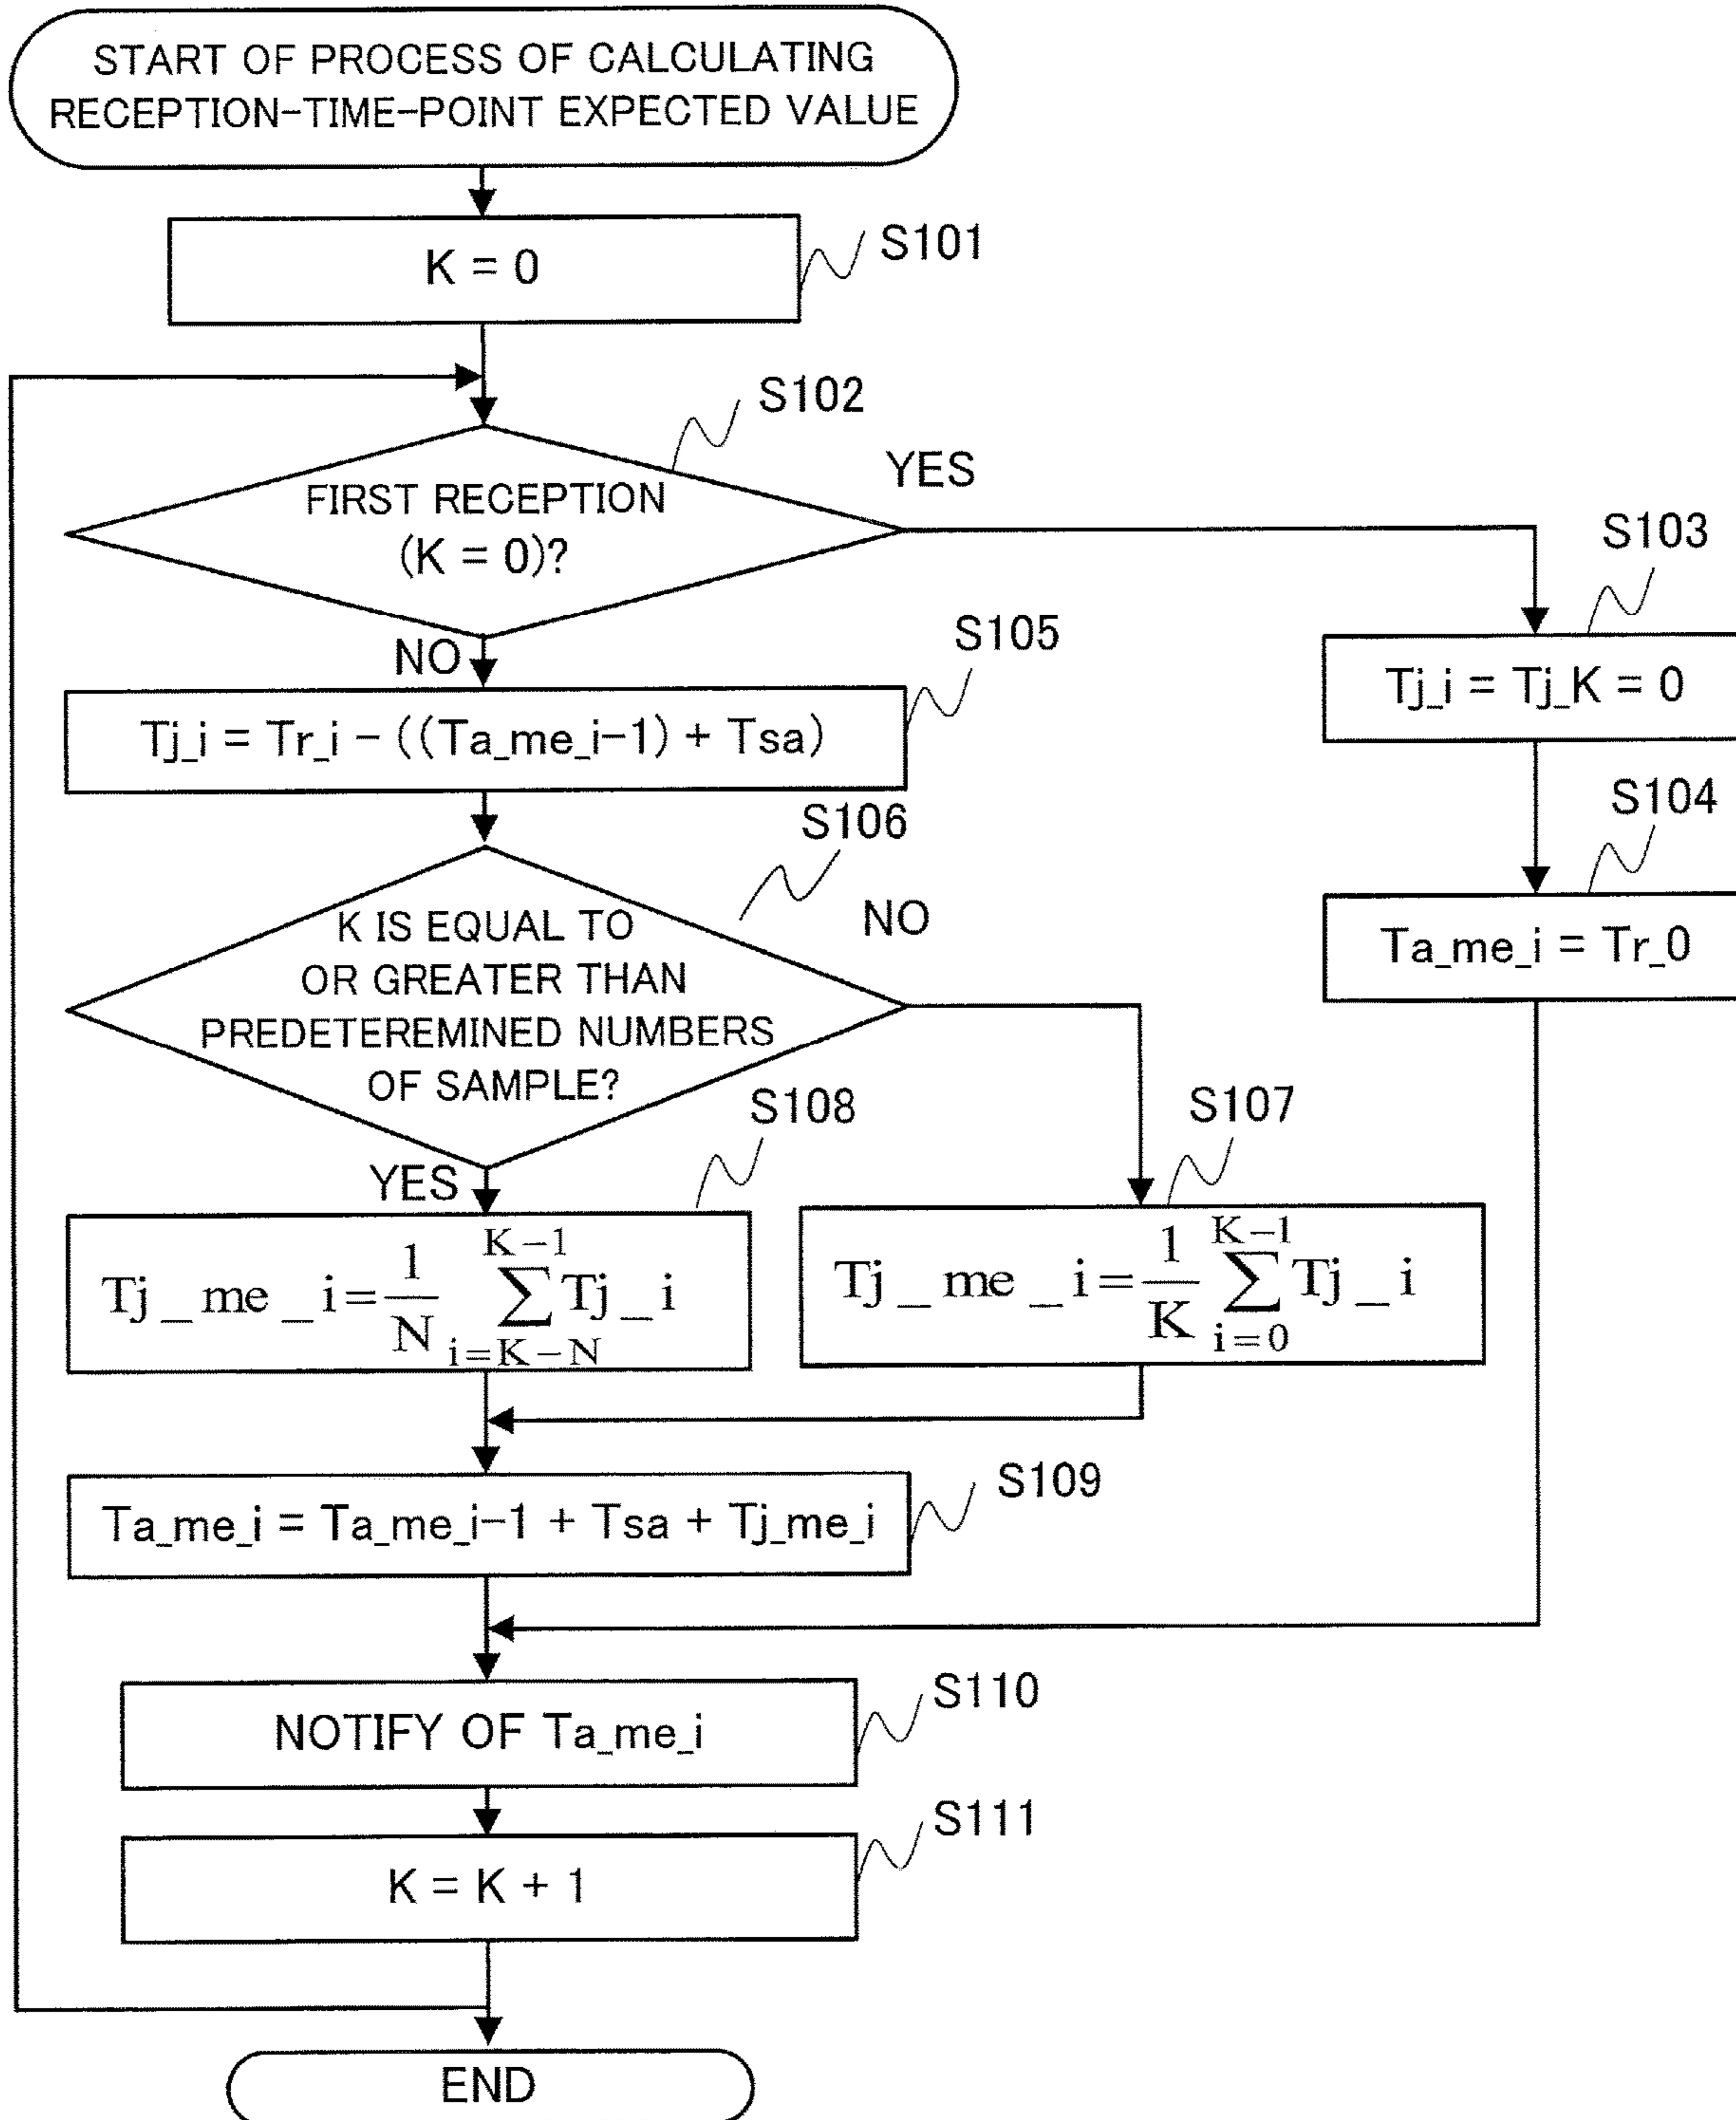 START OF PROCESS OF CALCULATING
RECEPTION-TIME-POINT EXPECTED VALUE
K = 0
S101
S102
FIRST RECEPTION
(K = 0)?
YES
NO
S103
Tj_i = Tj_K = 0
S104
Ta_me_i = Tr_0
S105
Tj_i = Tr_i - ((Ta_me_i-1) + Tsa)
S106
K IS EQUAL TO
OR GREATER THAN
PREDETEREMINED NUMBERS
OF SAMPLE?
NO
YES
S108
Tj_me_i = 1/N ∑_{i=K-N}^{K-1} Tj_i
S107
Tj_me_i = 1/K ∑_{i=0}^{K-1} Tj_i
S109
Ta_me_i = Ta_me_i-1 + Tsa + Tj_me_i
S110
NOTIFY OF Ta_me_i
S111
K = K + 1
END